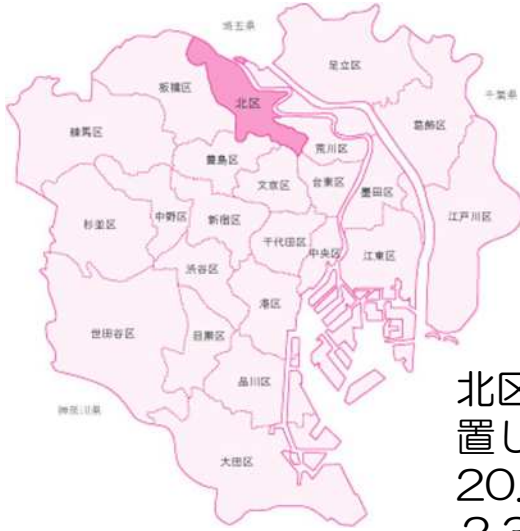 埼玉県
足立区
板橋区
北区
千葉県
葛飾区
練馬区
荒川区
豊島区
文京区
台東区
墨田区
江戸川区
杉並区
中野区
新宿区
千代田区
中央区
江東区
渋谷区
港区
世田谷区
目黒区
品川区
神奈川県
大田区
北区
置し
20.